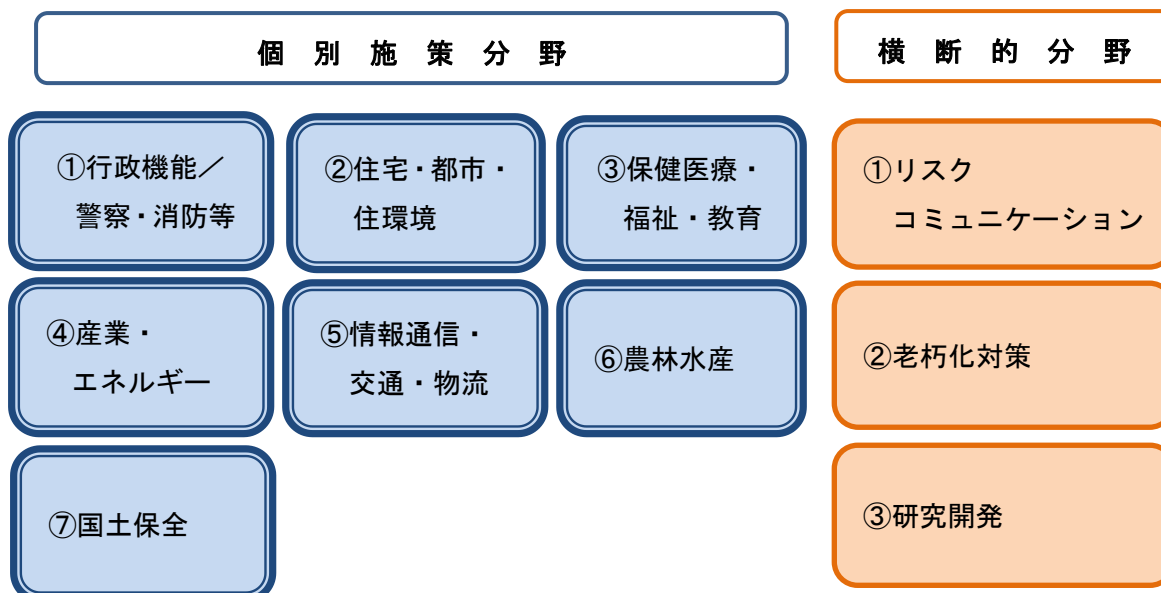 個別施策分野
横断的分野
①行政機能／
警察・消防等
②住宅・都市・
住環境
③保健医療・
福祉・教育
①リスク
コミュニケーション
④産業・
エネルギー
⑤情報通信・
交通・物流
⑥農林水産
②老朽化対策
⑦国土保全
③研究開発